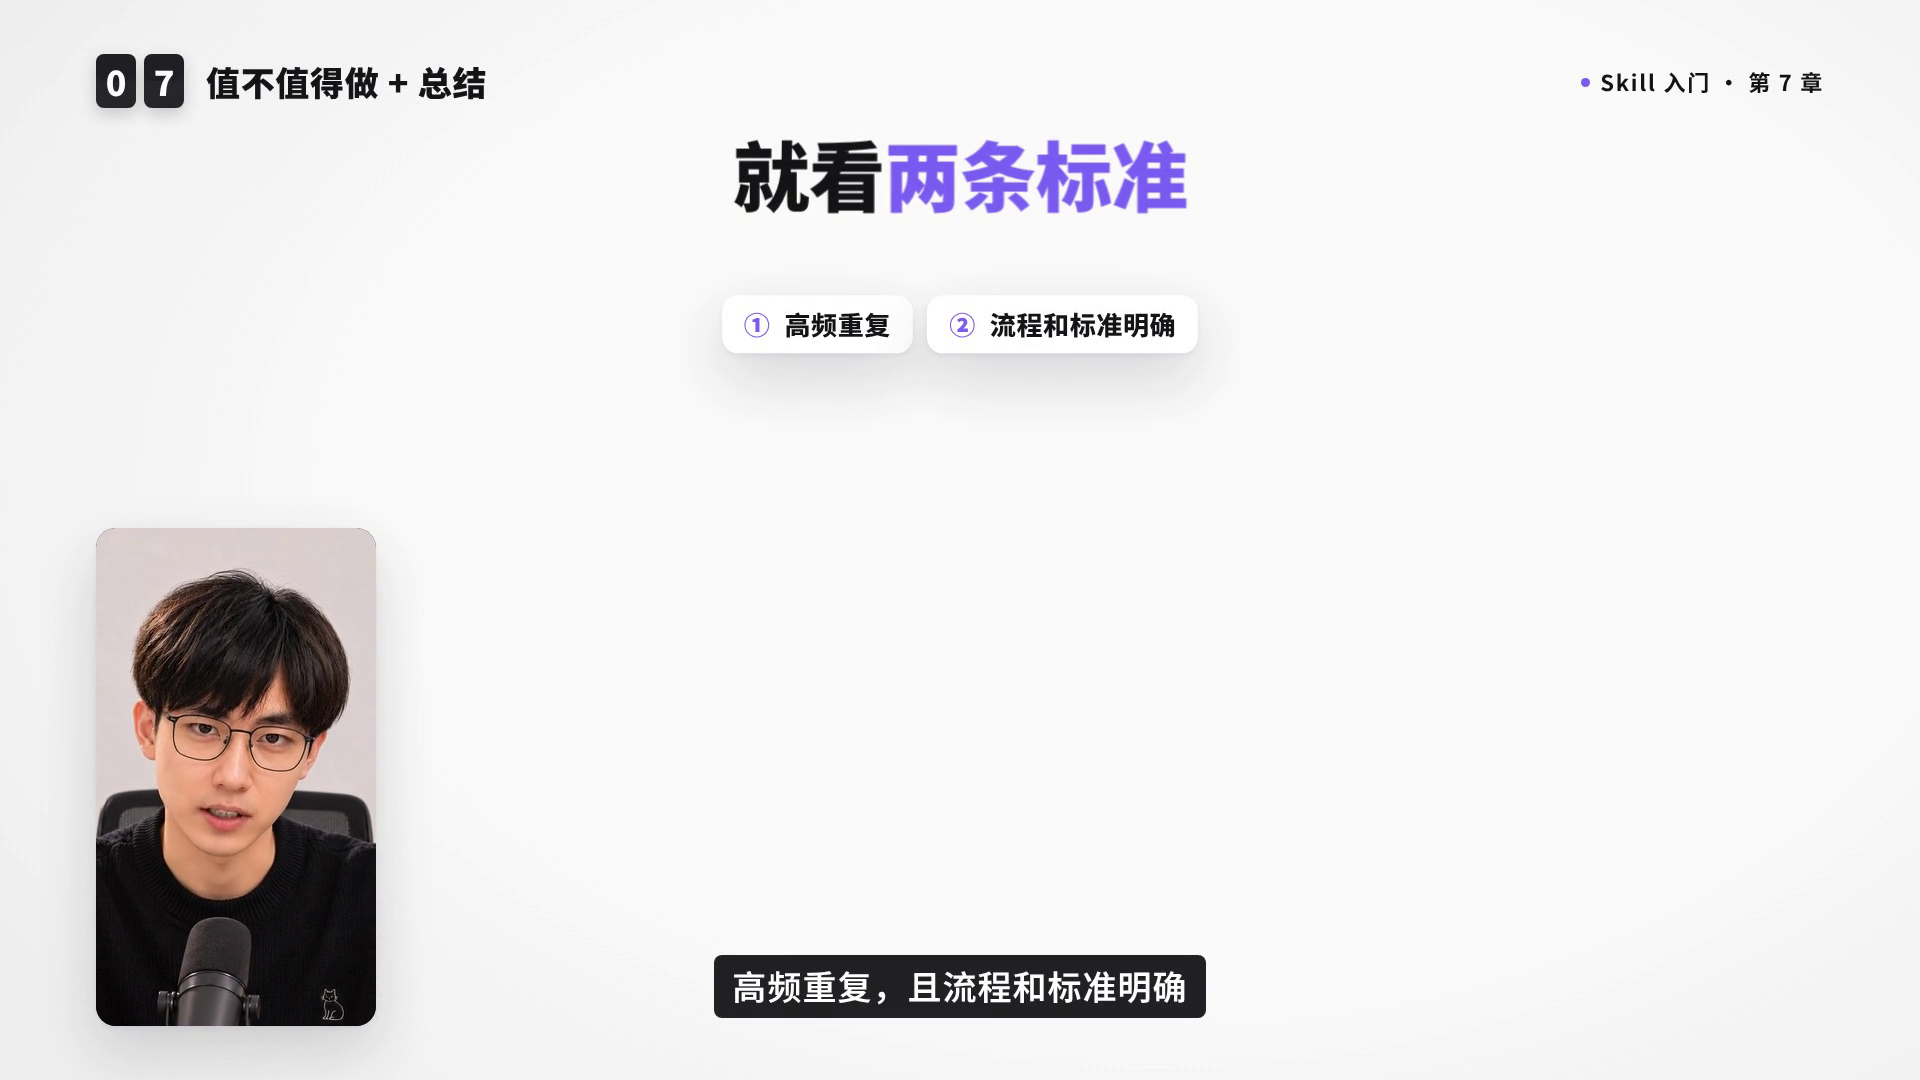 07 值不值得做 + 总结
Skill 入门 · 第 7 章
就看两条标准
① 高频重复
② 流程和标准明确
高频重复，且流程和标准明确